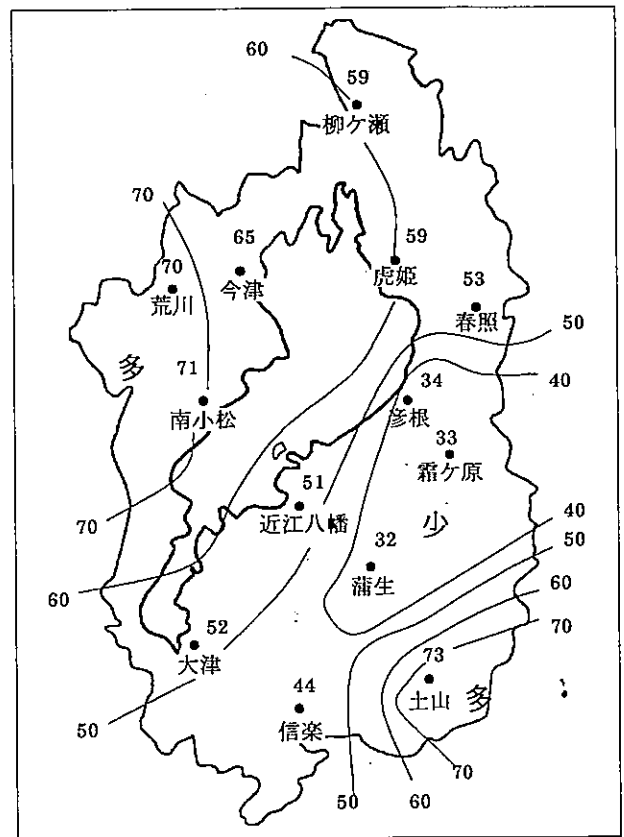 60
59
柳ケ瀬
70
65
今津
70
荒川
59
虎姫
53
春照
50
多
71
南小松
34
彦根
40
33
霜ケ原
51
近江八幡
少
70
32
蒲生
40
50
60
60
70
52
大津
73
土山
多
44
信楽
50
50
60
70